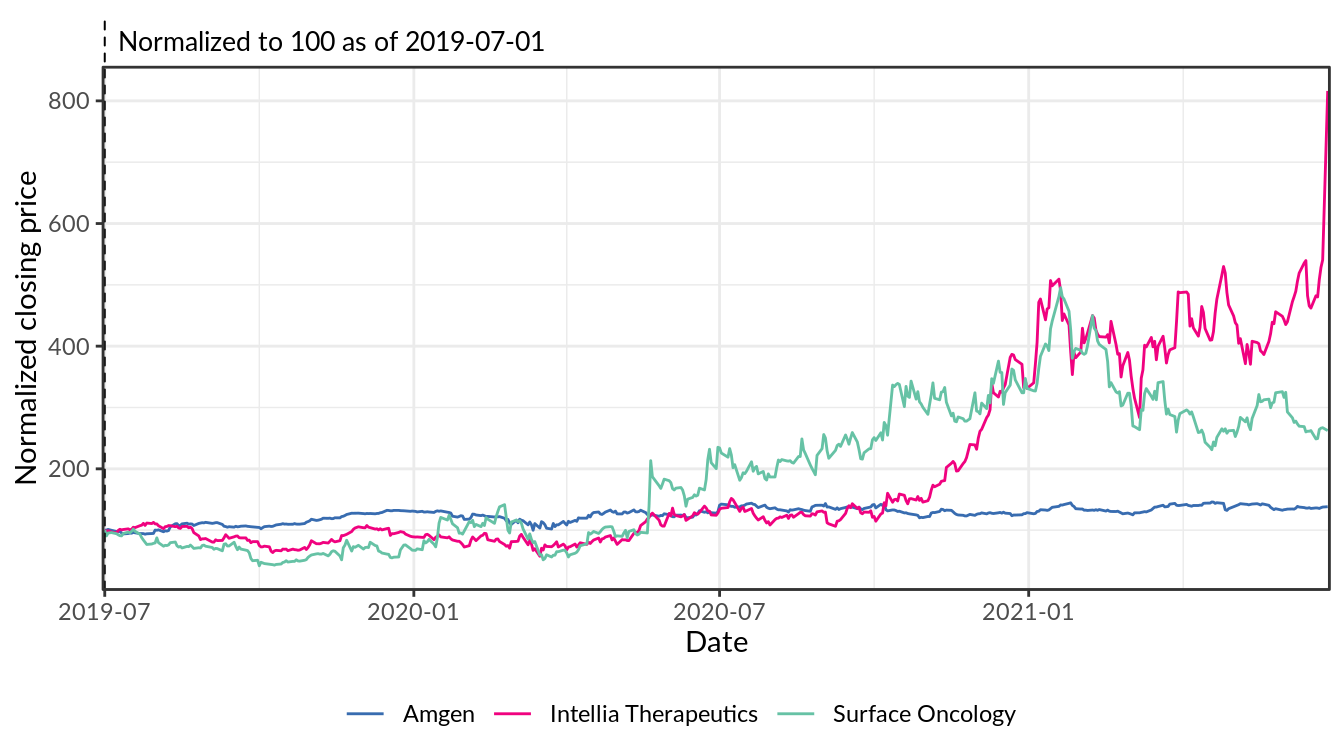 Normalized to 100 as of 2019-07-01
Normalized closing price
800
600
400
200
2019-07 2020-01 2020-07 2021-01
Date
Amgen Intellia Therapeutics Surface Oncology